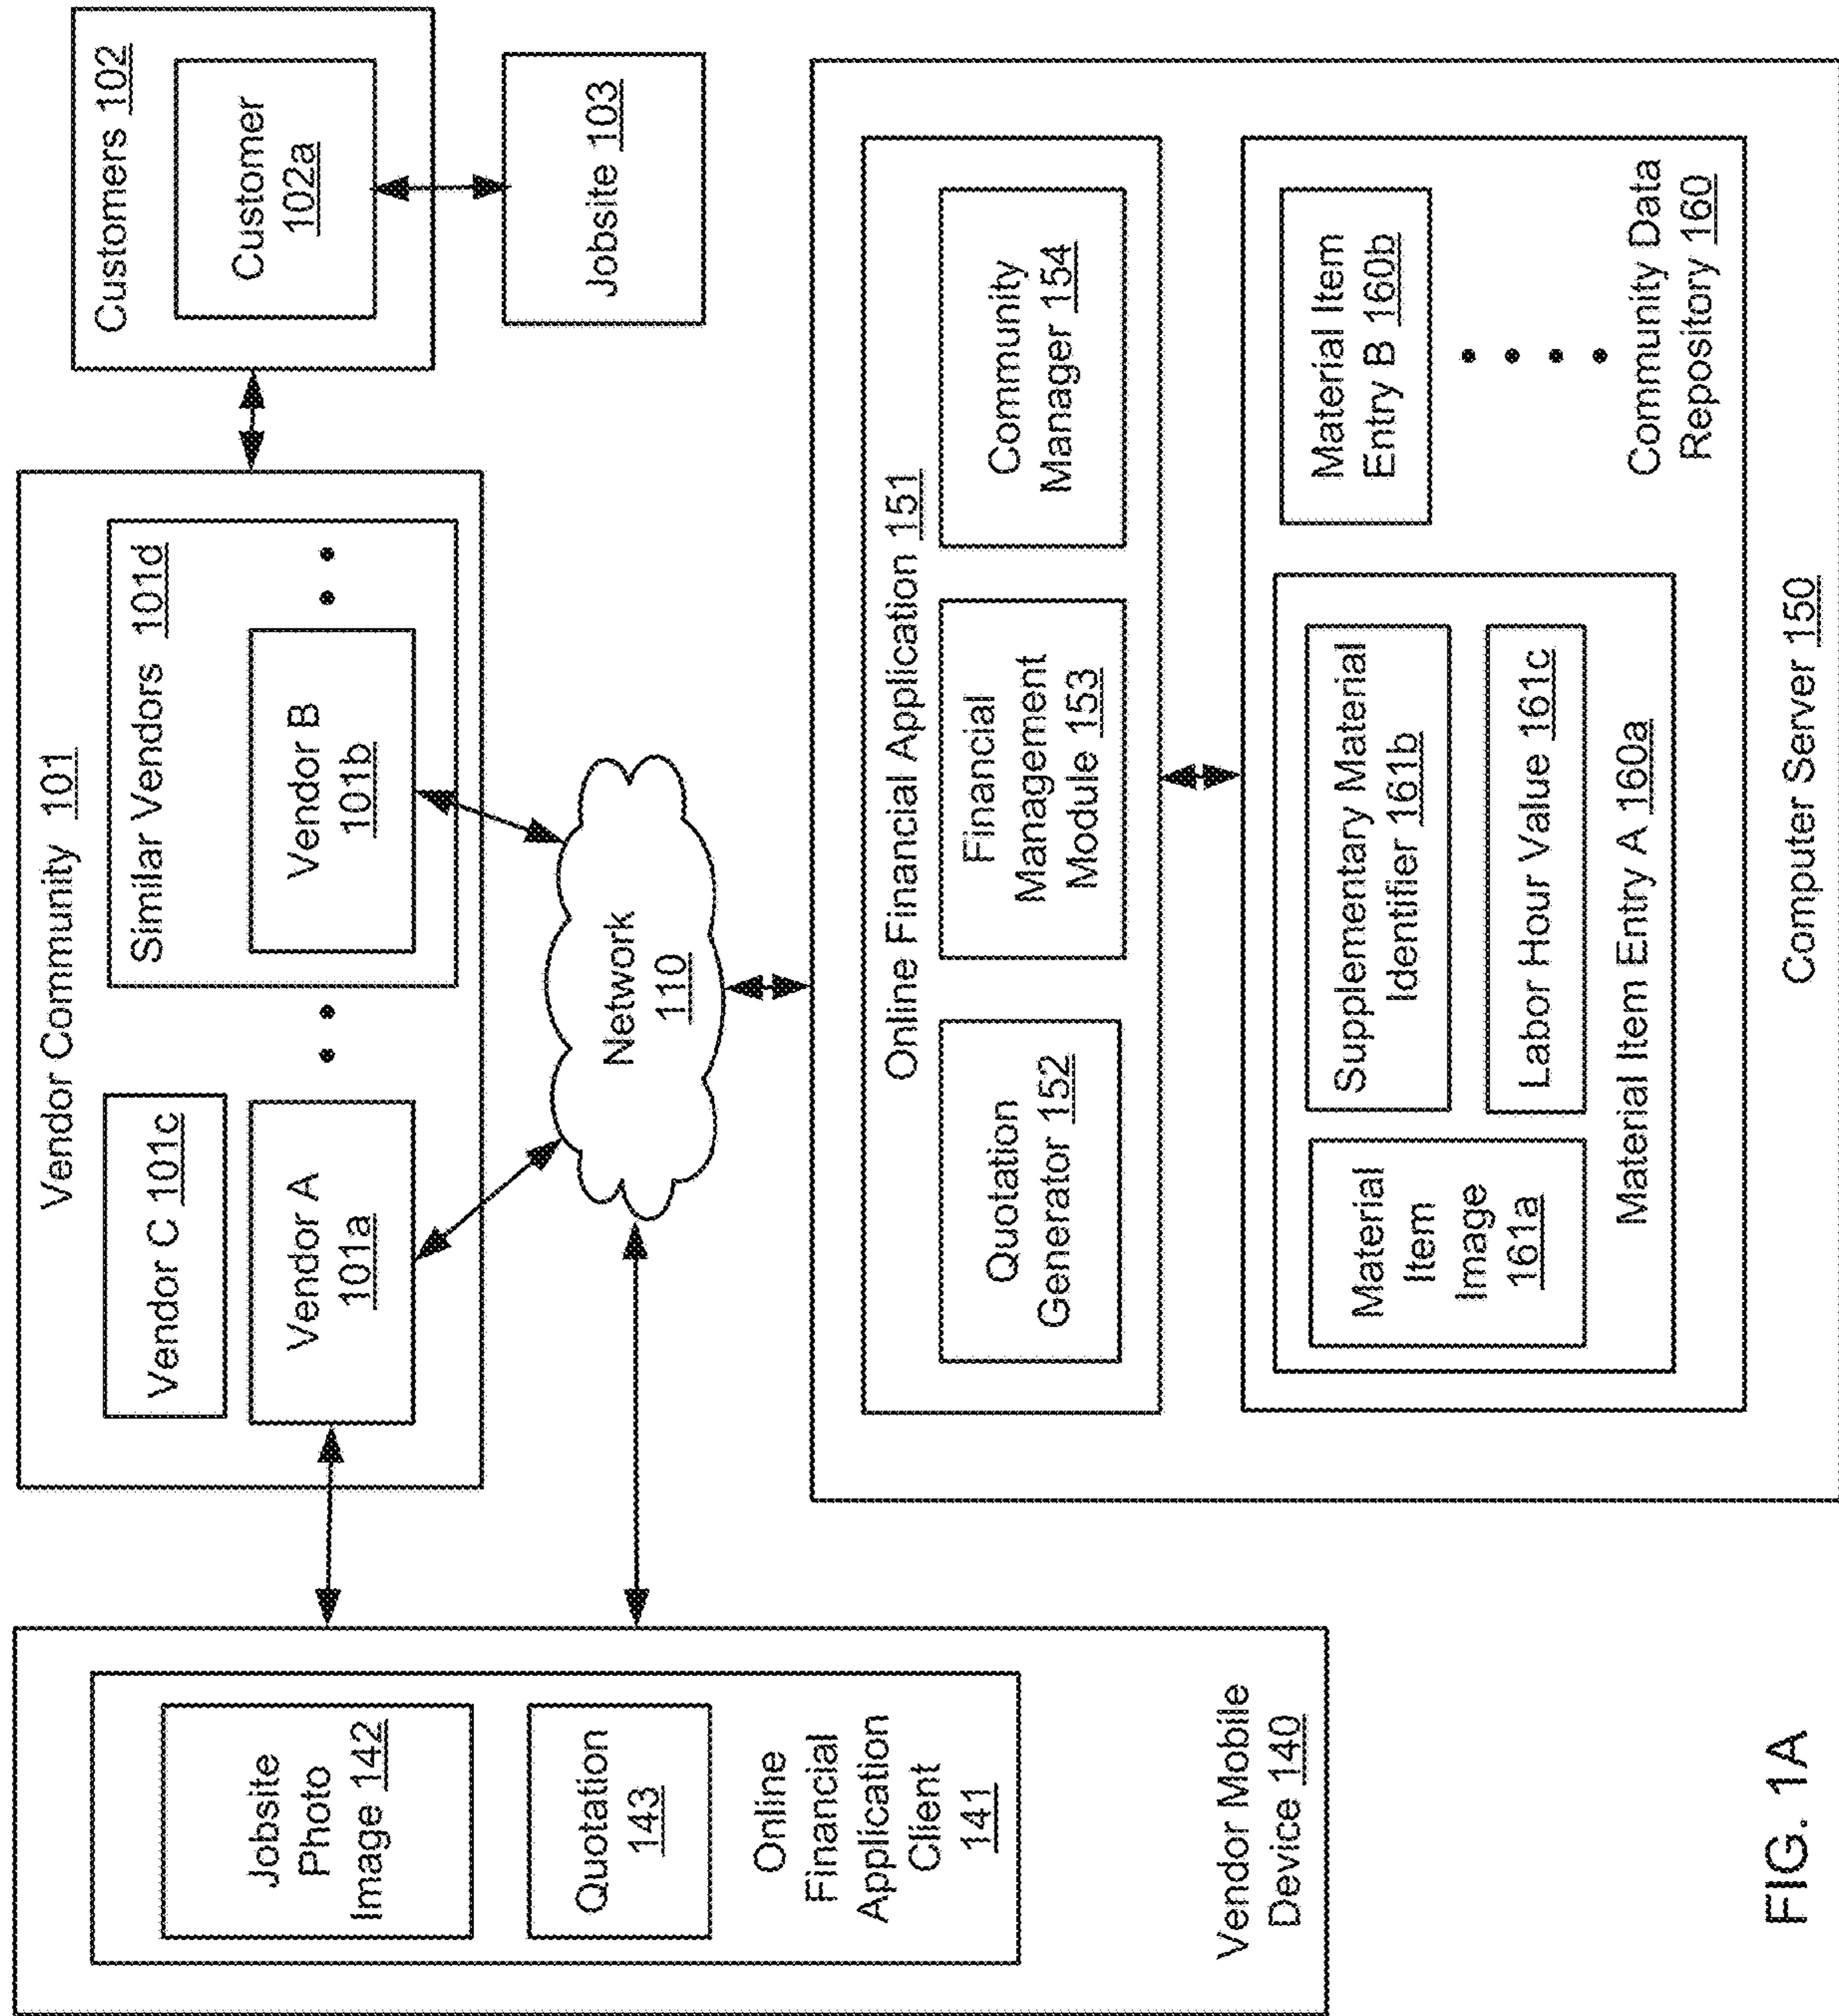 Vendor Mobile
Device 140
Jobsite
Photo
Image 142
Quotation
143
Online
Financial
Application
Client
141
Vendor Community 101
Vendor C 101c
Vendor A
101a
Similar Vendors 101d
Vendor B
101b
Customers 102
Customer
102a
Jobsite 103
Network
110
Online Financial Application 151
Quotation
Generator 152
Financial
Management
Module 153
Community
Manager 154
Material
Item
Image
161a
Supplementary Material
Identifier 161b
Labor Hour Value 161c
Material Item Entry A 160a
Material Item
Entry B 160b
Community Data
Repository 160
Computer Server 150
FIG. 1A